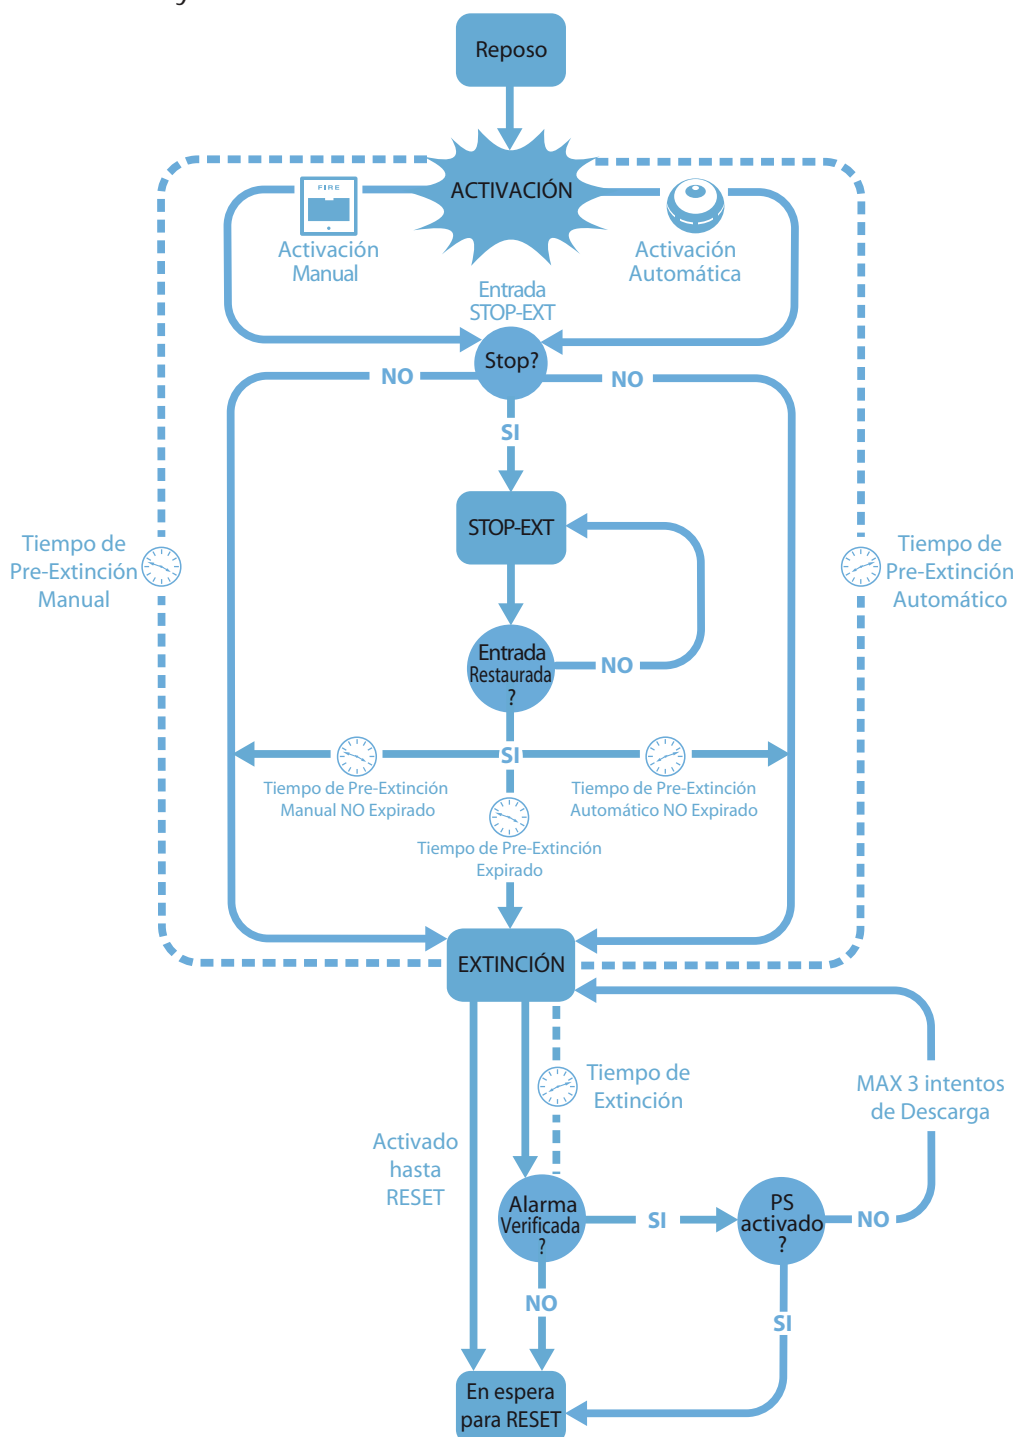 Reposo
ACTIVACIÓN
FIRE
Activación
Manual
Activación
Automática
Entrada
STOP-EXT
Stop?
NO
NO
SI
STOP-EXT
Tiempo de
Pre-Extinción
Manual
Tiempo de
Pre-Extinción
Automático
Entrada
Restaurada
?
NO
SI
Tiempo de Pre-Extinción
Manual NO Expirado
Tiempo de Pre-Extinción
Automático NO Expirado
Tiempo de Pre-Extinción
Expirado
EXTINCIÓN
Tiempo de
Extinción
MAX 3 intentos
de Descarga
Activado
hasta
RESET
Alarma
Verificada
?
SI
PS
activado
?
NO
NO
SI
En espera
para RESET